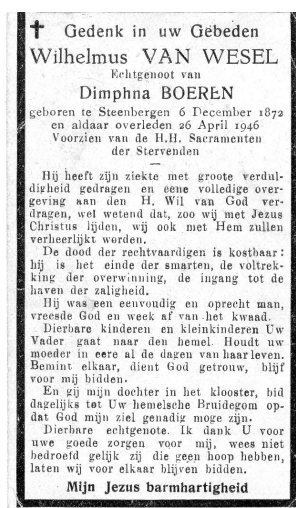 ✝ Gedenk in uw Gebeden
Wilhelmus VAN WESEL
Echtgenoot van
Dimphna BOEREN
geboren te Steenbergen 6 December 1872
en aldaar overleden 26 April 1946
Voorzien van de H.H. Sacramenten
der Stervenden
Hij heeft zijn ziekte met groote verdul-
digheid gedragen en eene volledige over-
geving aan den H. Wil van God ver-
dragen, wel wetend dat, zoo wij met Jezus
Christus lijden, wij ook met Hem zullen
verheerlijkt worden.
De dood der rechtvaardigen is kostbaar:
hij is het einde der smarten, de voltrek-
king der overwinning, de ingang tot de
haven der zaligheid.
Hij was een eenvoudig en oprecht man,
vreesde God en week af van het kwaad.
Dierbare kinderen en kleinkinderen Uw
Vader gaat naar den hemel. Houdt uw
moeder in eere al de dagen van haar leven.
Bemint elkaar, dient God getrouw, blijf
voor mij bidden.
En gij mijn dochter in het klooster, bid
dagelijks tot Uw hemelsche Bruidegom op-
dat God mijn ziel genadig moge zijn.
Dierbare echtgenote. Ik dank U voor
uwe goede zorgen voor mij, wees niet
bedroefd gelijk zij die geen hoop hebben,
laten wij voor elkaar blijven bidden.
Mijn Jezus barmhartigheid